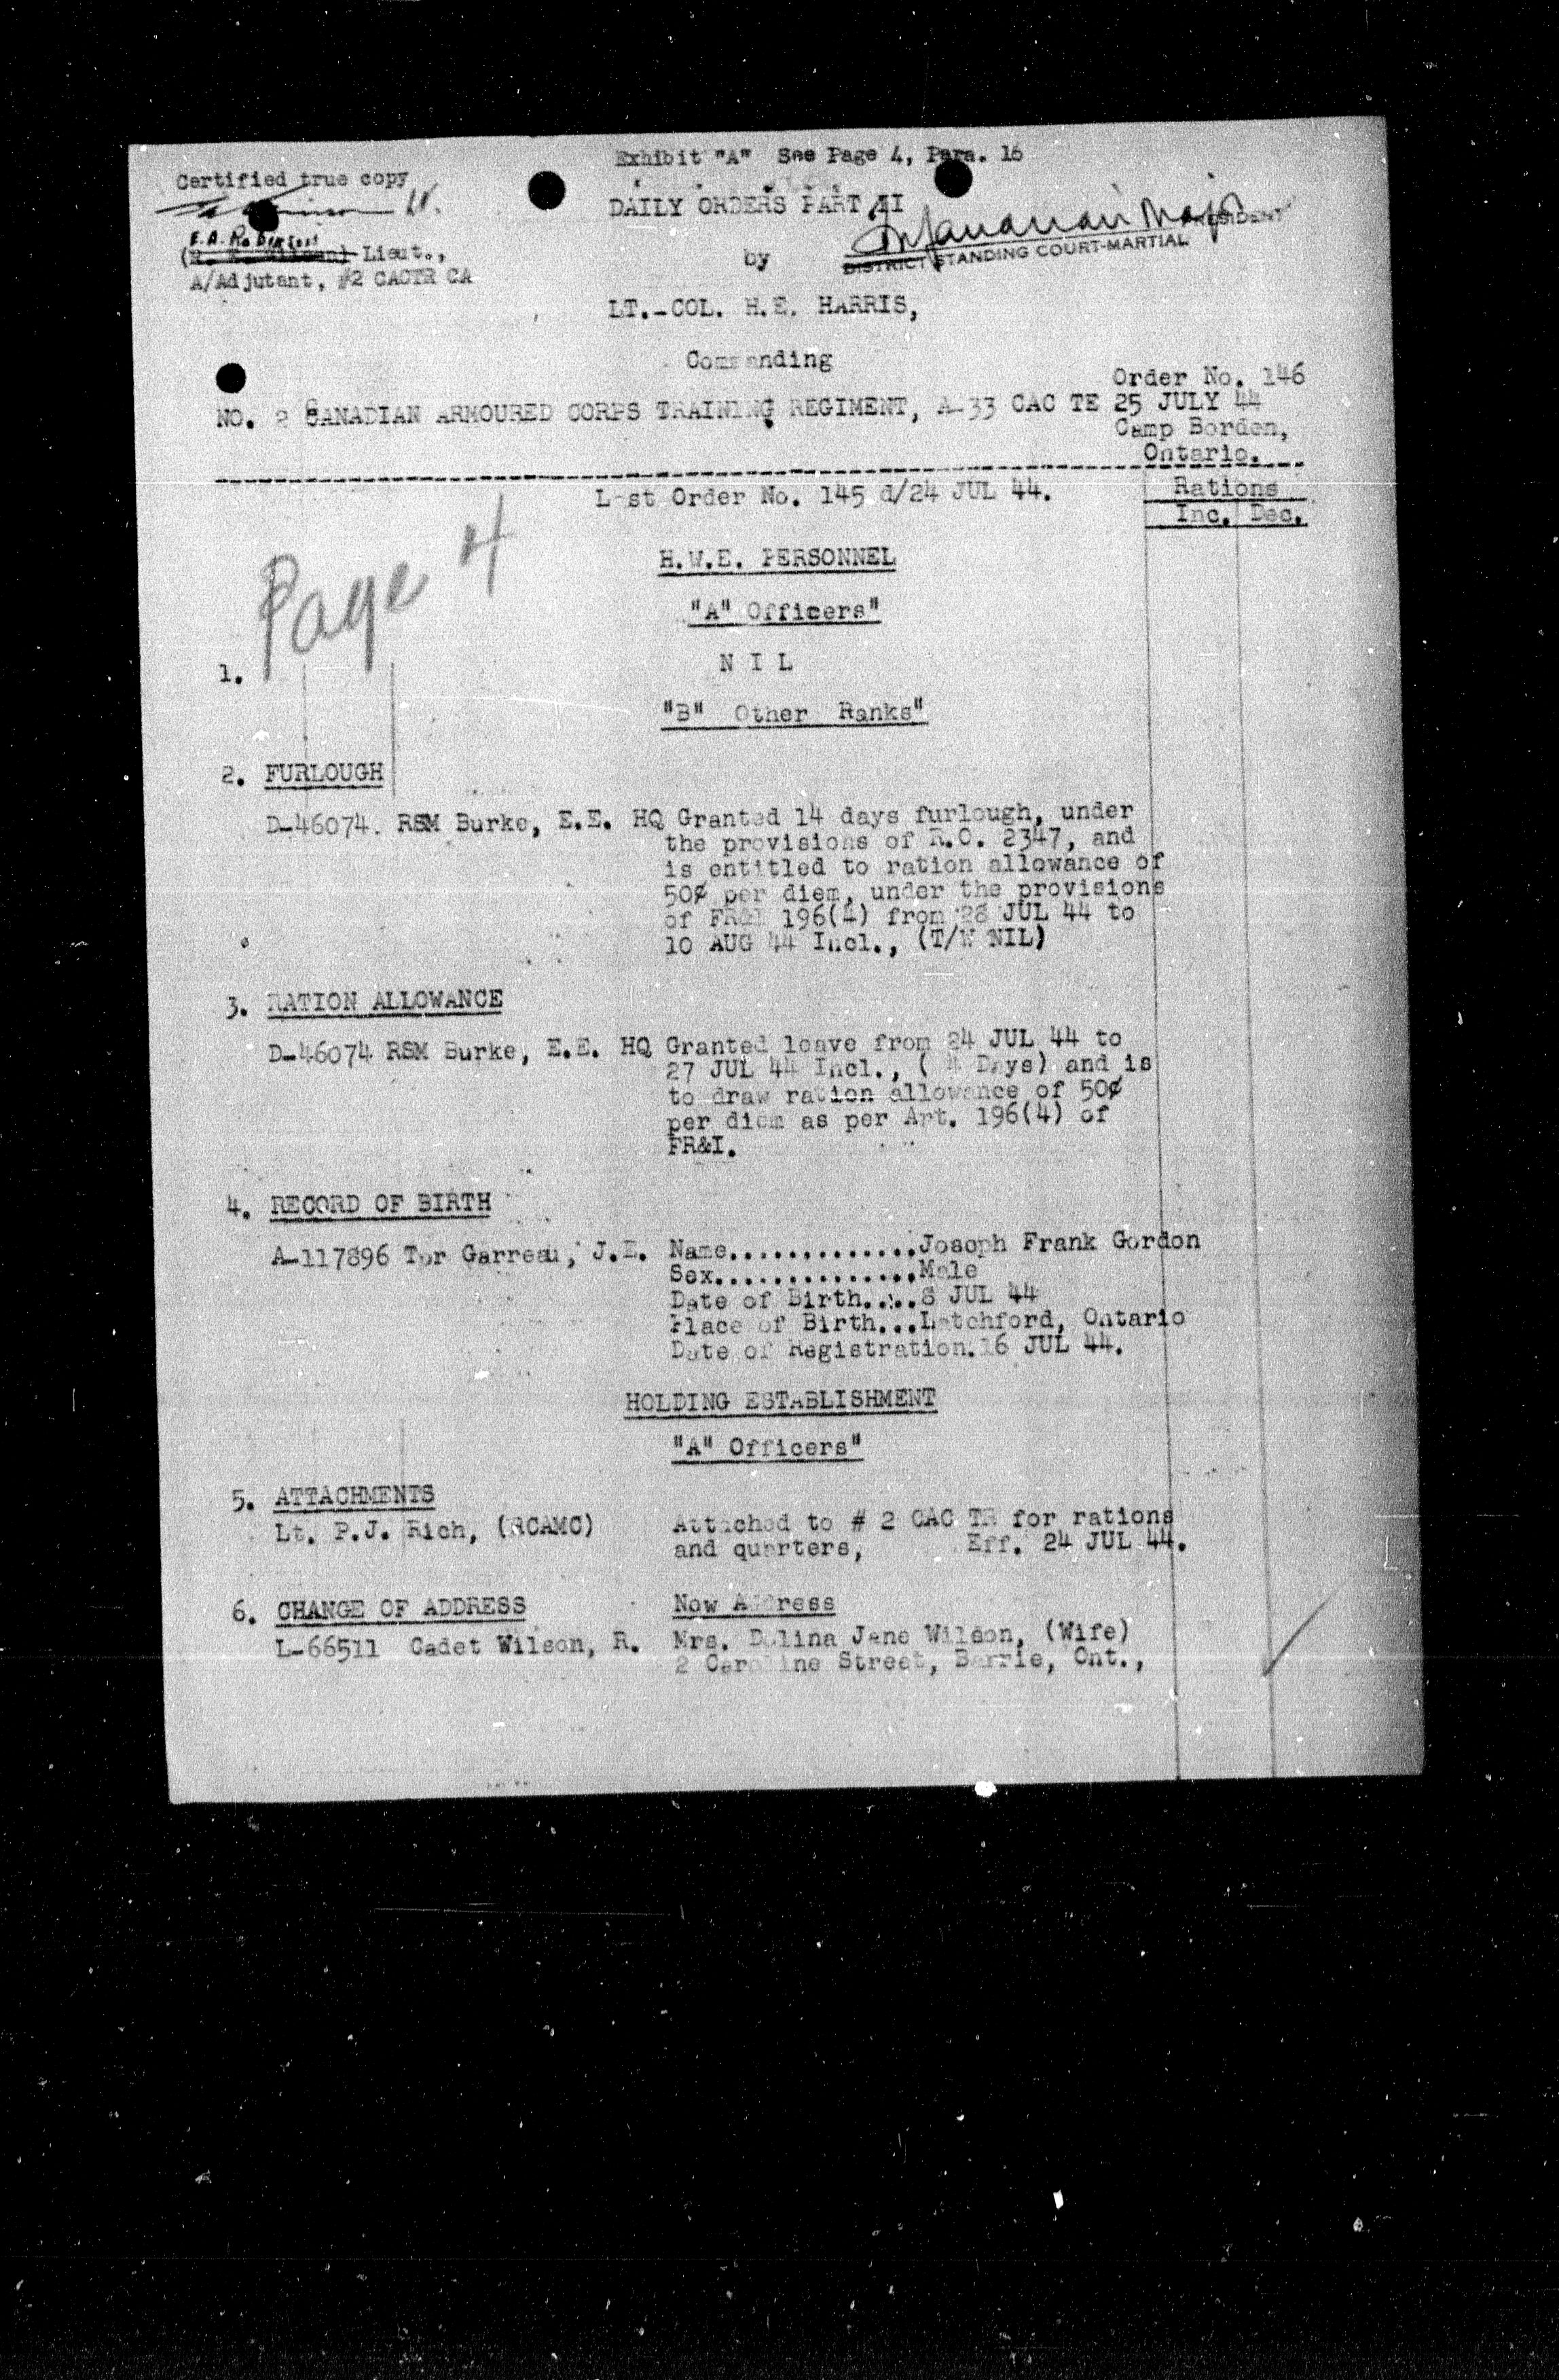 Exhibit "A" See Page 4, Para. 16
Certified true copy
Lt.
E.A. Robinson
Lieut.,
A/Adjutant, #2 CACTR CA
DAILY ORDERS PART II
Major
PRESIDENT
DISTRICT STANDING COURT-MARTIAL
by
LT.-COL. H.E. HARRIS,
Commanding
Order No. 146
NO. 2 CANADIAN ARMOURED CORPS TRAINING REGIMENT, A-33 CAC TE 25 JULY 44
Camp Borden,
Ontario.
Last Order No. 145 d/24 JUL 44.
Rations
Inc. Dec.
Page 4
H.W.E. PERSONNEL
"A" Officers"
1. N I L
"B" Other Ranks"
2. FURLOUGH
D-46074. RSM Burke, E.E. HQ Granted 14 days furlough, under
the provisions of R.O. 2347, and
is entitled to ration allowance of
50¢ per diem, under the provisions
of FR&I 196(4) from 28 JUL 44 to
10 AUG 44 Incl., (T/W NIL)
3. RATION ALLOWANCE
D-46074 RSM Burke, E.E. HQ Granted leave from 24 JUL 44 to
27 JUL 44 Incl., ( 4 Days) and is
to draw ration allowance of 50¢
per diem as per Art. 196(4) of
FR&I.
4. RECORD OF BIRTH
A-117896 Tpr Garreau, J.E. Name.............Joseph Frank Gordon
Sex..............Male
Date of Birth.....8 JUL 44
Place of Birth...Latchford, Ontario
Date of Registration.16 JUL 44.
HOLDING ESTABLISHMENT
"A" Officers"
5. ATTACHMENTS
Lt. P.J. Rich, (RCAMC) Attached to # 2 CAC TR for rations
and quarters, Eff. 24 JUL 44.
6. CHANGE OF ADDRESS New Address
L-66511 Cadet Wilson, R. Mrs. Dolina Jane Wilson, (Wife)
2 Caroline Street, Barrie, Ont.,